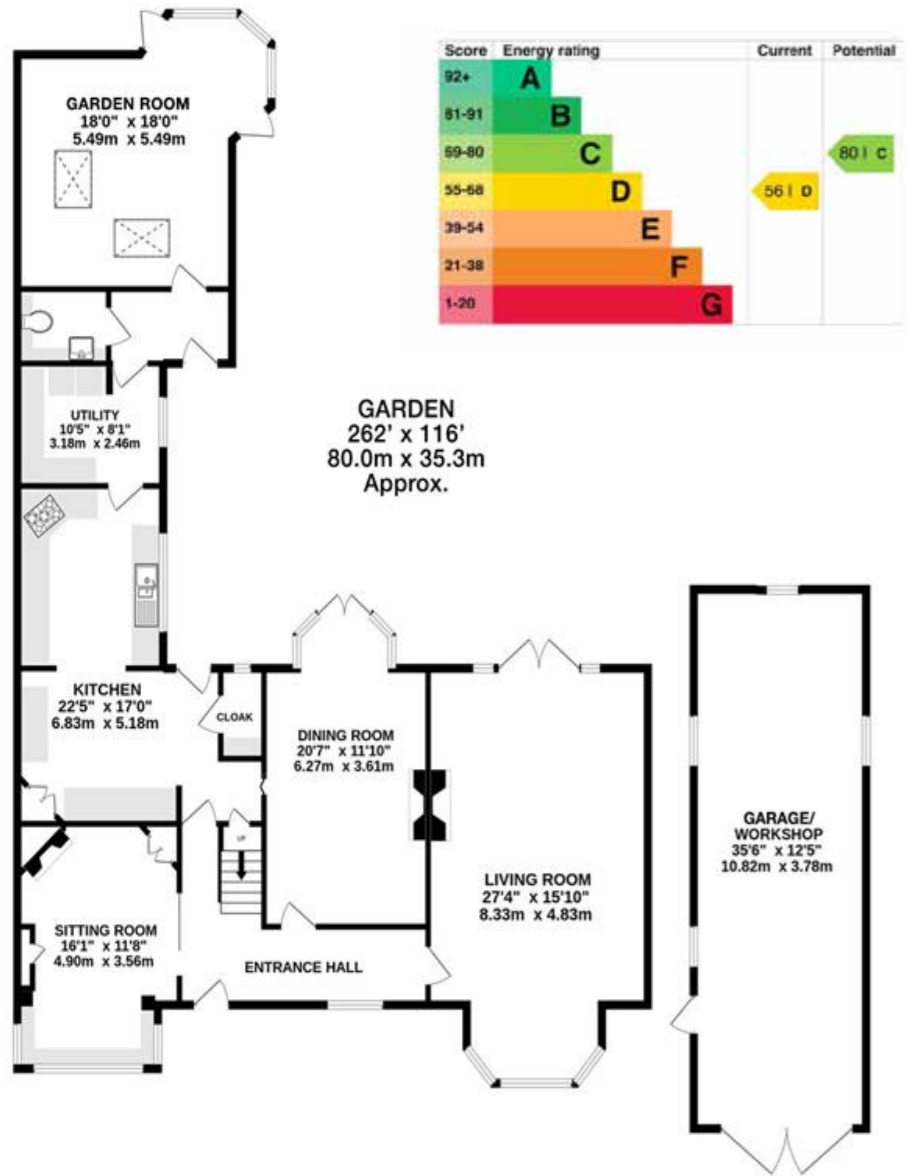 GARDEN ROOM
18'0" x 18'0"
5.49m x 5.49m
Score Energy rating Current Potential
92+ A
81-91 B
69-80 C 80 | C
55-68 D 56 | D
39-54 E
21-38 F
1-20 G
UTILITY
10'5" x 8'1"
3.18m x 2.46m
GARDEN
262' x 116'
80.0m x 35.3m
Approx.
KITCHEN
22'5" x 17'0"
6.83m x 5.18m
CLOAK
DINING ROOM
20'7" x 11'10"
6.27m x 3.61m
UP
LIVING ROOM
27'4" x 15'10"
8.33m x 4.83m
SITTING ROOM
16'1" x 11'8"
4.90m x 3.56m
ENTRANCE HALL
GARAGE/
WORKSHOP
35'6" x 12'5"
10.82m x 3.78m